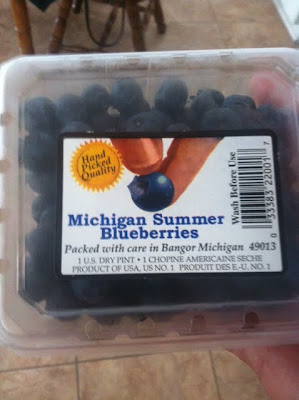 Hand
Picked
Quality
Wash Before Use
0 33383 22001 7
Michigan Summer
Blueberries
Packed with care in Bangor Michigan 49013
1 U.S. DRY PINT • 1 CHOPINE AMERICAINE SECHE
PRODUCT OF USA, US NO. 1 PRODUIT DES E.-U. NO. 1